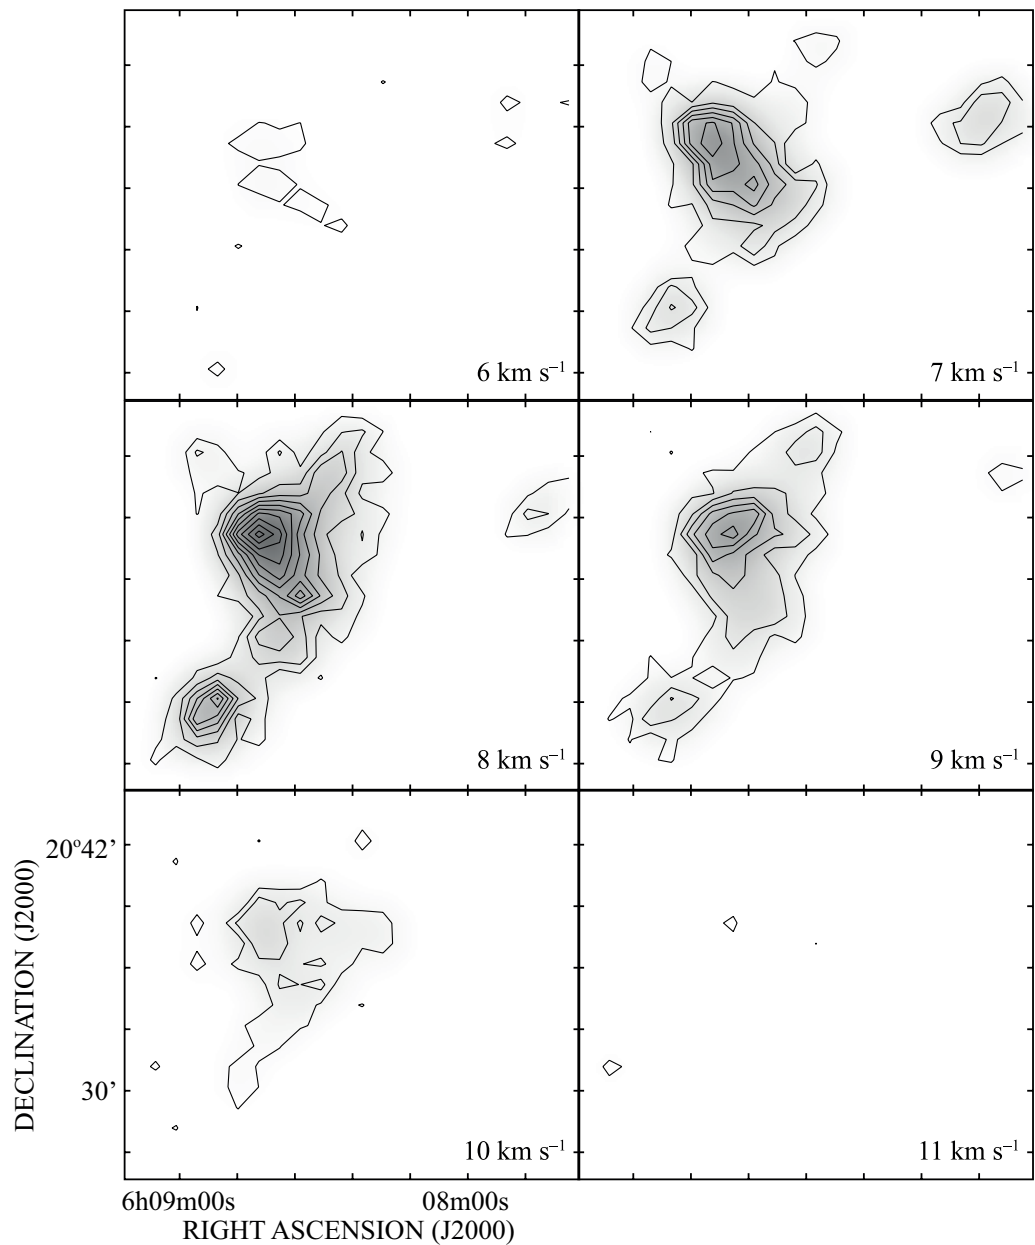 6 km s⁻¹
7 km s⁻¹
8 km s⁻¹
9 km s⁻¹
10 km s⁻¹
11 km s⁻¹
20°42'
30'
DECLINATION (J2000)
6h09m00s
08m00s
RIGHT ASCENSION (J2000)